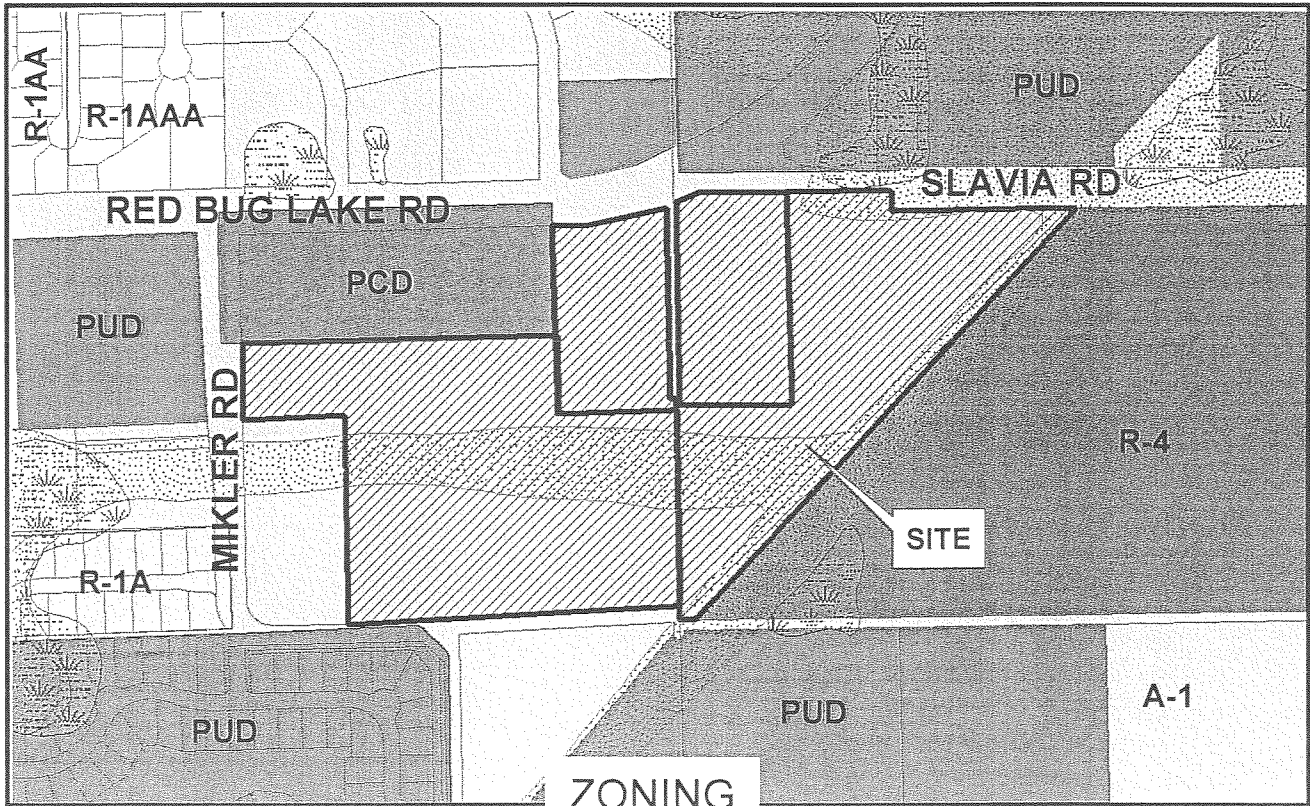 R-1AA
R-1AAA
PUD
RED BUG LAKE RD
SLAVIA RD
PCD
PUD
MIKLER RD
R-4
SITE
R-1A
PUD
PUD
A-1
ZONING